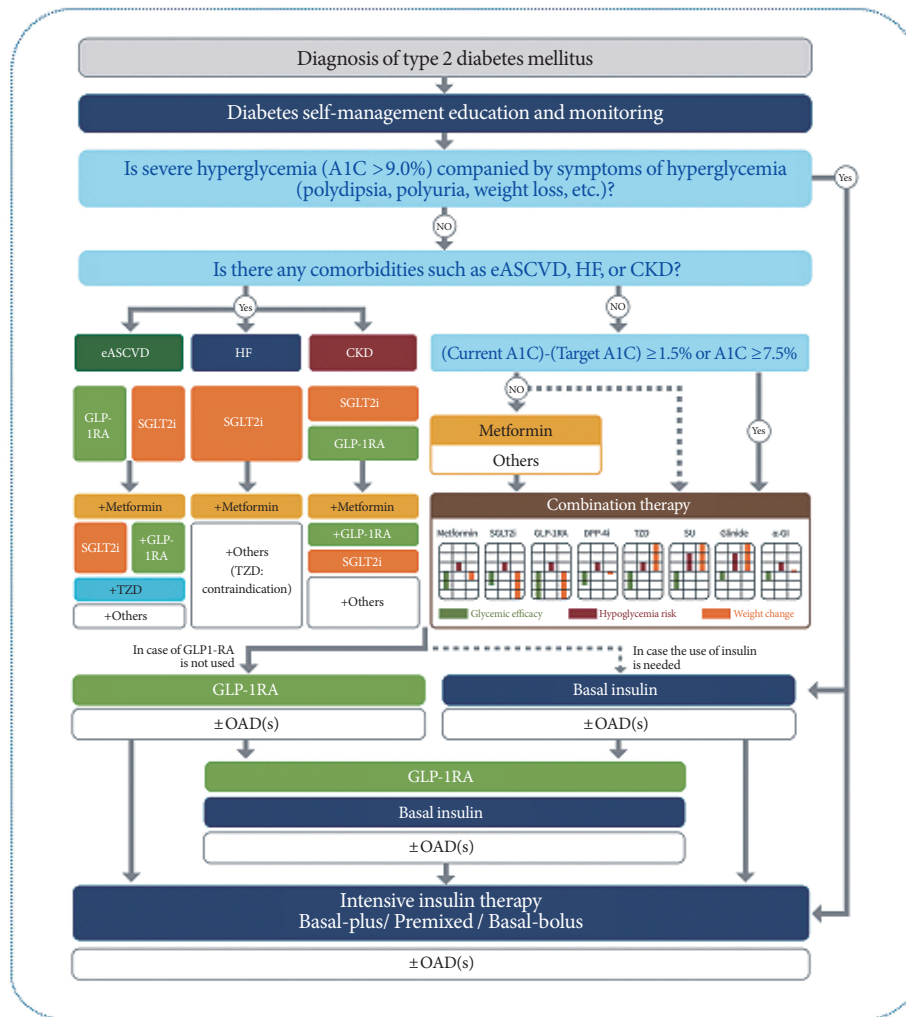 Diagnosis of type 2 diabetes mellitus
Diabetes self-management education and monitoring
Is severe hyperglycemia (A1C >9.0%) companied by symptoms of hyperglycemia
(polydipsia, polyuria, weight loss, etc.)?
Yes
NO
Is there any comorbidities such as eASCVD, HF, or CKD?
Yes
NO
eASCVD
HF
CKD
(Current A1C)-(Target A1C) ≥1.5% or A1C ≥7.5%
GLP-
1RA
SGLT2i
SGLT2i
SGLT2i
GLP-1RA
NO
Yes
Metformin
Others
+Metformin
SGLT2i
+GLP-
1RA
+TZD
+Others
+Metformin
+Others
(TZD:
contraindication)
+Metformin
+GLP-1RA
SGLT2i
+Others
Combination therapy
Metformin SGLT2i GLP-1RA DPP-4i TZD SU Glinide α-GI
Glycemic efficacy Hypoglycemia risk Weight change
In case of GLP1-RA
is not used
In case the use of insulin
is needed
GLP-1RA
±OAD(s)
Basal insulin
±OAD(s)
GLP-1RA
Basal insulin
±OAD(s)
Intensive insulin therapy
Basal-plus/ Premixed / Basal-bolus
±OAD(s)